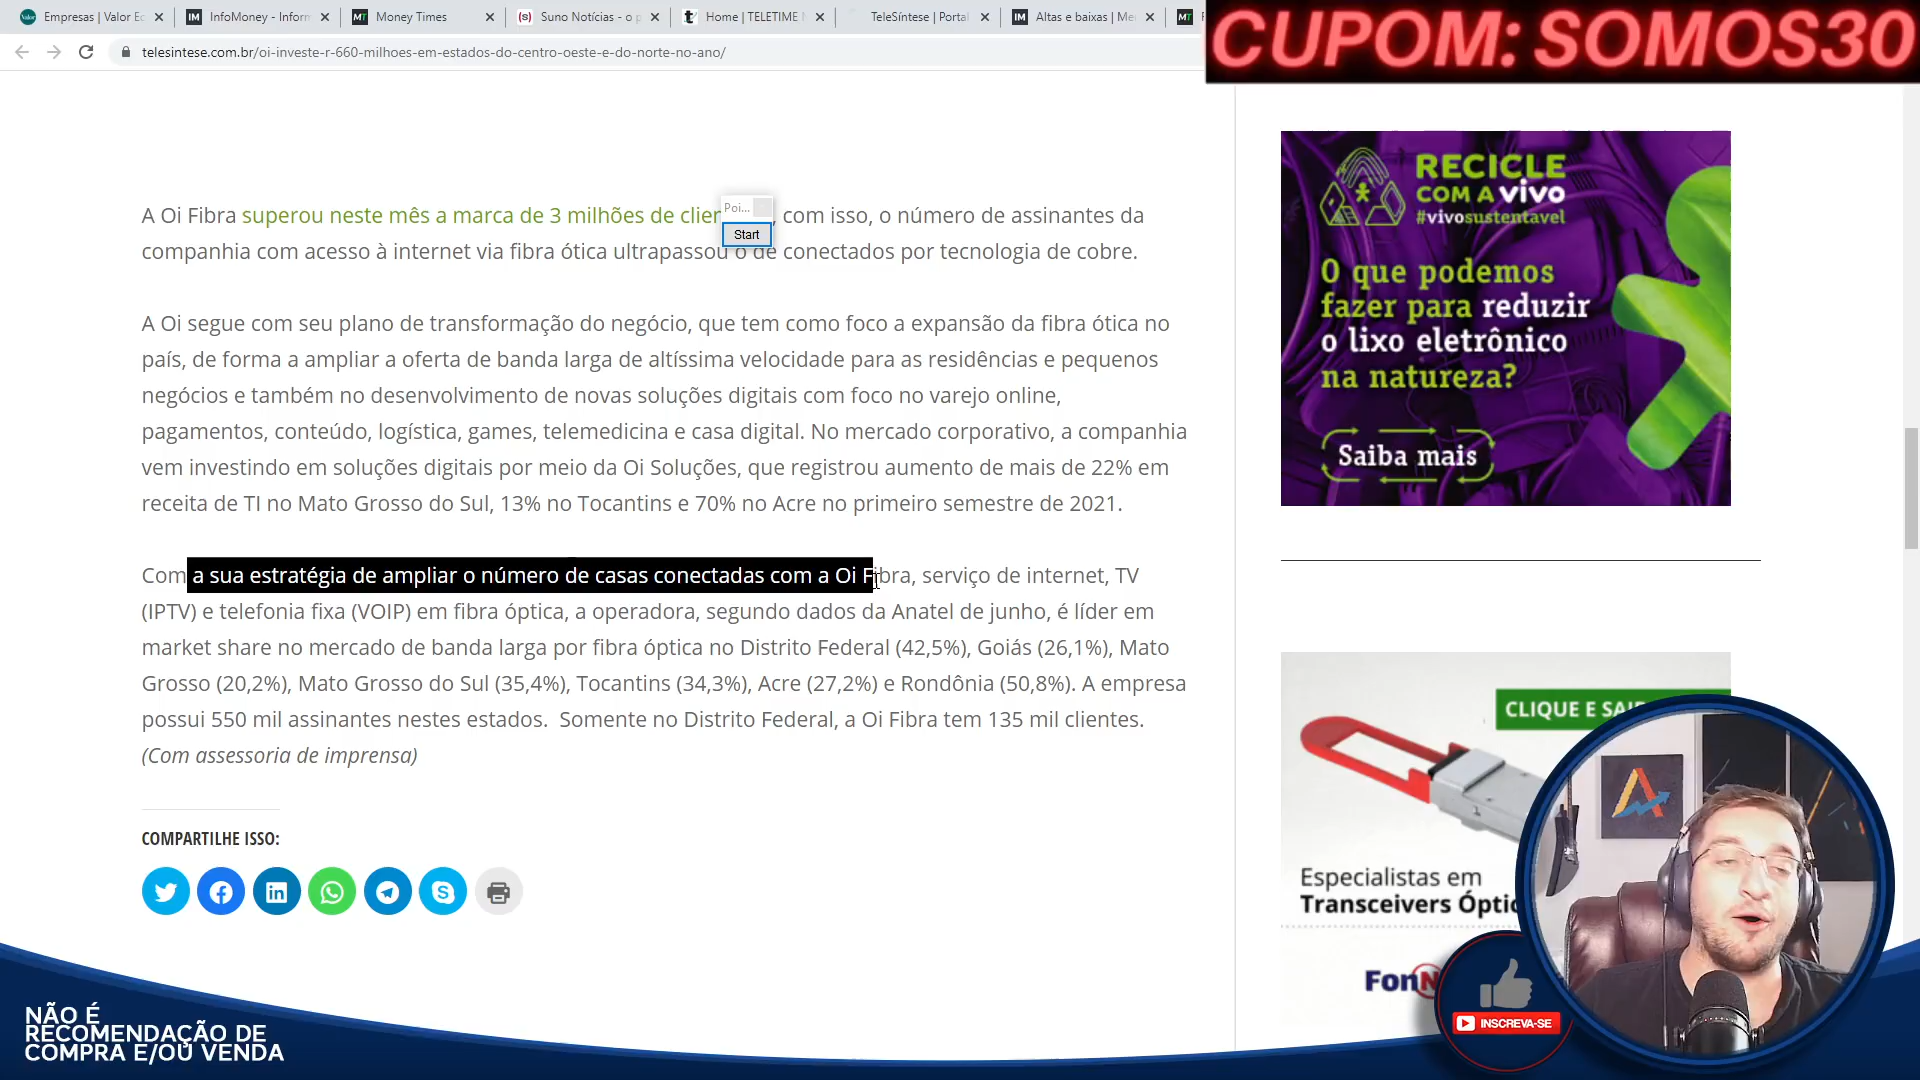 Empresas | Valor Ec
InfoMoney - Inform
Money Times
Suno Notícias - o p
Home | TELETIME
TeleSíntese | Portal
Altas e baixas | Me
telesintese.com.br/oi-investe-r-660-milhoes-em-estados-do-centro-oeste-e-do-norte-no-ano/
CUPOM: SOMOS30
A Oi Fibra superou neste mês a marca de 3 milhões de clien , com isso, o número de assinantes da
companhia com acesso à internet via fibra ótica ultrapassou o de conectados por tecnologia de cobre.
Poi...
Start
A Oi segue com seu plano de transformação do negócio, que tem como foco a expansão da fibra ótica no
país, de forma a ampliar a oferta de banda larga de altíssima velocidade para as residências e pequenos
negócios e também no desenvolvimento de novas soluções digitais com foco no varejo online,
pagamentos, conteúdo, logística, games, telemedicina e casa digital. No mercado corporativo, a companhia
vem investindo em soluções digitais por meio da Oi Soluções, que registrou aumento de mais de 22% em
receita de TI no Mato Grosso do Sul, 13% no Tocantins e 70% no Acre no primeiro semestre de 2021.
Com a sua estratégia de ampliar o número de casas conectadas com a Oi Fibra, serviço de internet, TV
(IPTV) e telefonia fixa (VOIP) em fibra óptica, a operadora, segundo dados da Anatel de junho, é líder em
market share no mercado de banda larga por fibra óptica no Distrito Federal (42,5%), Goiás (26,1%), Mato
Grosso (20,2%), Mato Grosso do Sul (35,4%), Tocantins (34,3%), Acre (27,2%) e Rondônia (50,8%). A empresa
possui 550 mil assinantes nestes estados. Somente no Distrito Federal, a Oi Fibra tem 135 mil clientes.
(Com assessoria de imprensa)
COMPARTILHE ISSO:
RECICLE
COM A VIVO
#vivosustentavel
O que podemos
fazer para reduzir
o lixo eletrônico
na natureza?
Saiba mais
CLIQUE E SAI
Especialistas em
Transceivers Óptic
FonN
INSCREVA-SE
NÃO É
RECOMENDAÇÃO DE
COMPRA E/OU VENDA